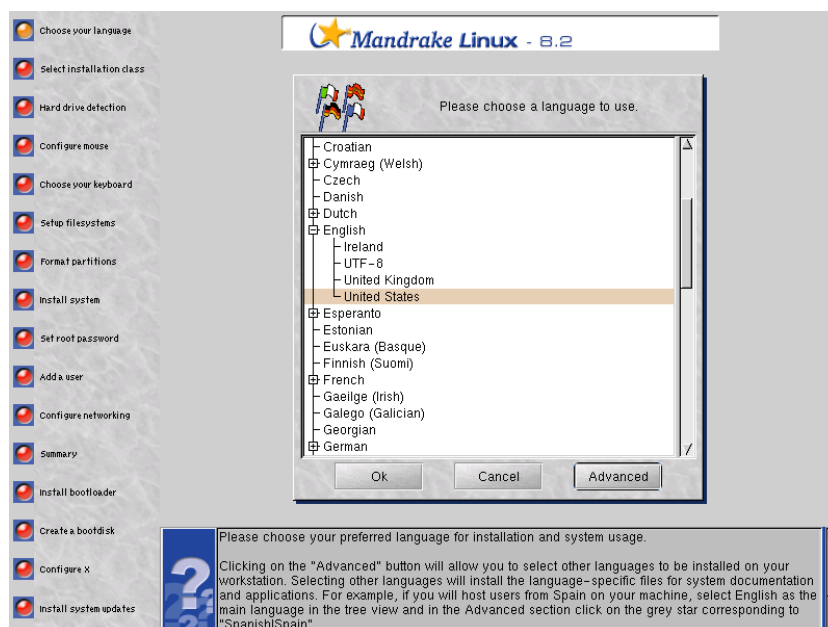 Choose your language
Select installation class
Hard drive detection
Configure mouse
Choose your keyboard
Setup filesystems
Format partitions
Install system
Set root password
Add a user
Configure networking
Summary
Install bootloader
Create a bootdisk
Configure X
Install system updates
Mandrake Linux - 8.2
Please choose a language to use.
Croatian
Cymraeg (Welsh)
Czech
Danish
Dutch
English
Ireland
UTF-8
United Kingdom
United States
Esperanto
Estonian
Euskara (Basque)
Finnish (Suomi)
French
Gaeilge (Irish)
Galego (Galician)
Georgian
German
Ok Cancel Advanced
Please choose your preferred language for installation and system usage.
Clicking on the "Advanced" button will allow you to select other languages to be installed on your
workstation. Selecting other languages will install the language-specific files for system documentation
and applications. For example, if you will host users from Spain on your machine, select English as the
main language in the tree view and in the Advanced section click on the grey star corresponding to
"Spanish|Spain"